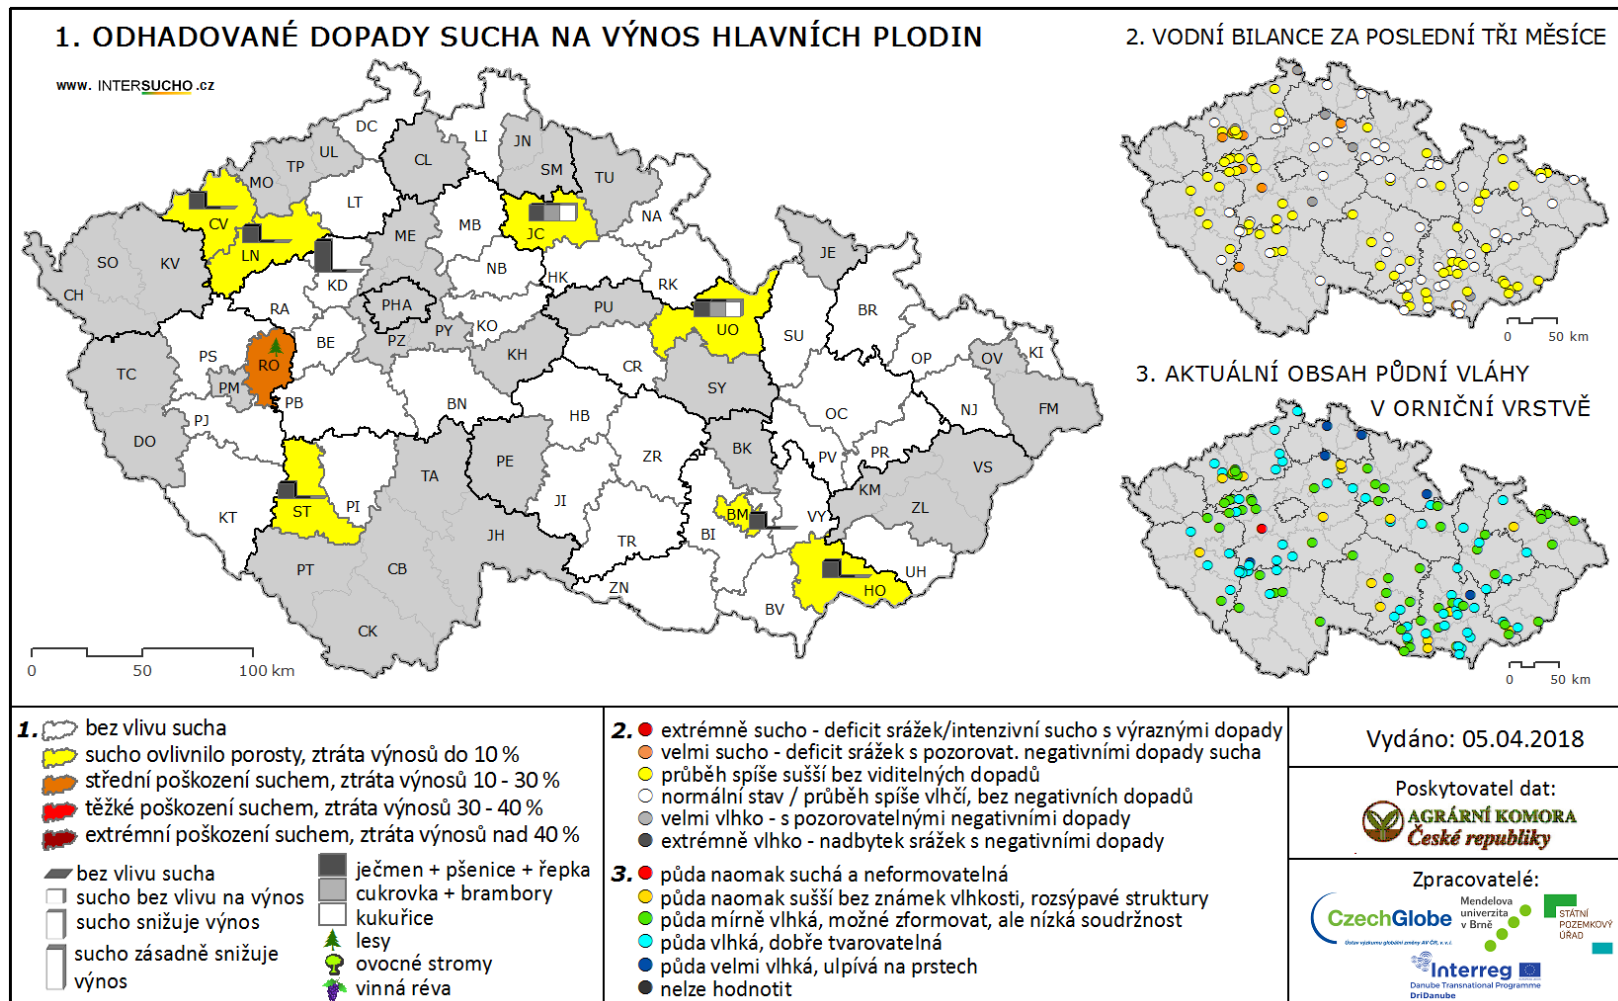 1. ODHADOVANÉ DOPADY SUCHA NA VÝNOS HLAVNÍCH PLODIN
www. INTERSUCHO .cz
DC
LI
JN
UL
CL
SM
TP
TU
MO
LT
CV
MB
JC
NA
ME
LN
SO
KV
NB
HK
JE
CH
KD
RK
RA
PHA
PU
BR
KO
PY
UO
SU
BE
PZ
PS
RO
KH
CR
OP
OV
KI
TC
PM
SY
PB
BN
HB
OC
NJ
FM
PJ
DO
TA
PE
ZR
BK
PV
PR
VS
KM
ST
PI
JI
BM
VY
ZL
KT
BI
JH
TR
PT
CB
UH
ZN
HO
BV
CK
0
50
100 km
2. VODNÍ BILANCE ZA POSLEDNÍ TŘI MĚSÍCE
0
50 km
3. AKTUÁLNÍ OBSAH PŮDNÍ VLÁHY
V ORNIČNÍ VRSTVĚ
0
50 km
1.
bez vlivu sucha
sucho ovlivnilo porosty, ztráta výnosů do 10 %
střední poškození suchem, ztráta výnosů 10 - 30 %
těžké poškození suchem, ztráta výnosů 30 - 40 %
extrémní poškození suchem, ztráta výnosů nad 40 %
bez vlivu sucha
sucho bez vlivu na výnos
sucho snižuje výnos
sucho zásadně snižuje
výnos
ječmen + pšenice + řepka
cukrovka + brambory
kukuřice
lesy
ovocné stromy
vinná réva
2.
extrémně sucho - deficit srážek/intenzivní sucho s výraznými dopady
velmi sucho - deficit srážek s pozorovat. negativními dopady sucha
průběh spíše sušší bez viditelných dopadů
normální stav / průběh spíše vlhčí, bez negativních dopadů
velmi vlhko - s pozorovatelnými negativními dopady
extrémně vlhko - nadbytek srážek s negativními dopady
3.
půda naomak suchá a neformovatelná
půda naomak sušší bez známek vlhkosti, rozsýpavé struktury
půda mírně vlhká, možné zformovat, ale nízká soudržnost
půda vlhká, dobře tvarovatelná
půda velmi vlhká, ulpívá na prstech
nelze hodnotit
Vydáno: 05.04.2018
Poskytovatel dat:
AGRÁRNÍ KOMORA
České republiky
Zpracovatelé:
CzechGlobe
Ústav výzkumu globální změny AV ČR, v.v.i.
Mendelova
univerzita
v Brně
STÁTNÍ
POZEMKOVÝ
ÚŘAD
Interreg
Danube Transnational Programme
DriDanube